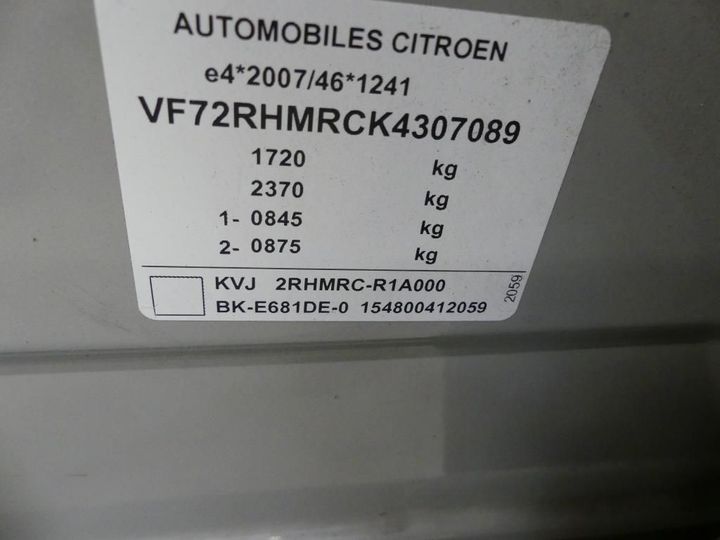 AUTOMOBILES CITROEN
e4*2007/46*1241
VF72RHMRCK4307089
1720 kg
2370 kg
1- 0845 kg
2- 0875 kg
KVJ 2RHMRC-R1A000
BK-E681DE-0 154800412059
2059